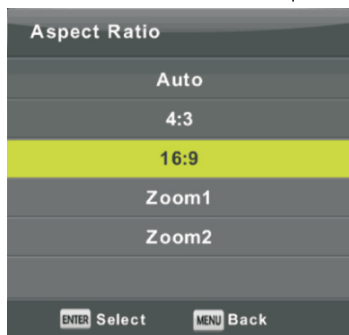 Aspect Ratio
Auto
4:3
16:9
Zoom1
Zoom2
ENTER Select MENU Back